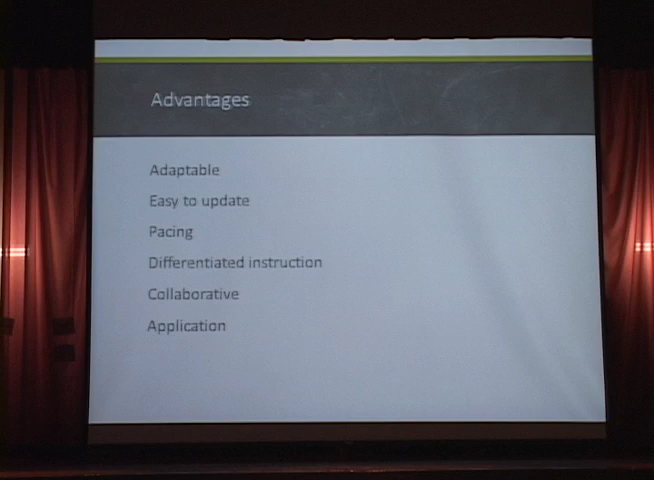 Advantages
Adaptable
Easy to update
Pacing
Differentiated instruction
Collaborative
Application